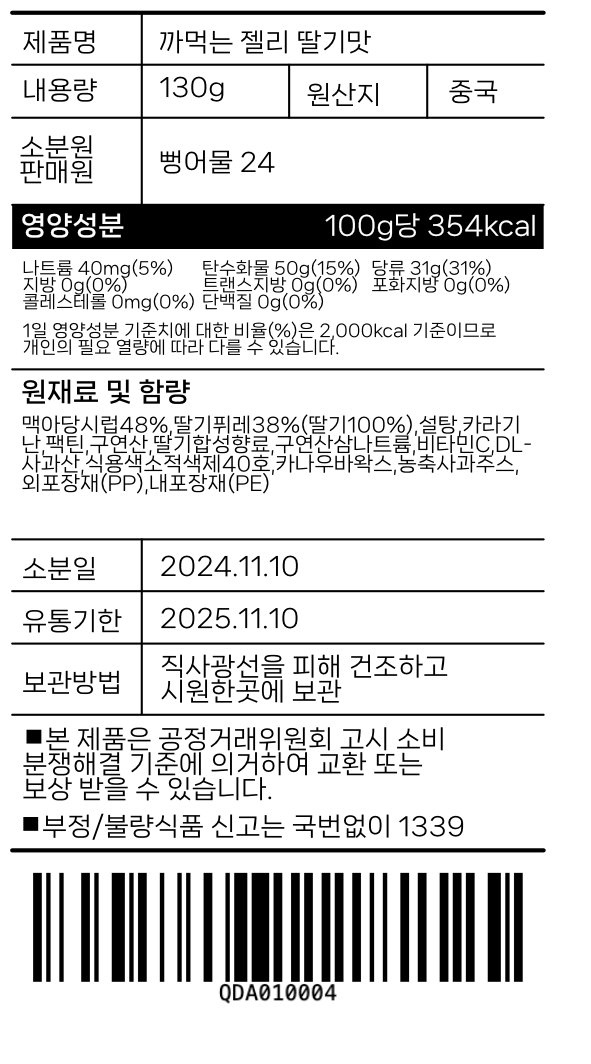 제품명 까먹는 젤리 딸기맛
내용량 130g 원산지 중국
소분원
판매원 뻥어물 24
영양성분 100g당 354kcal
나트륨 40mg(5%) 탄수화물 50g(15%) 당류 31g(31%)
지방 0g(0%) 트랜스지방 0g(0%) 포화지방 0g(0%)
콜레스테롤 0mg(0%) 단백질 0g(0%)
1일 영양성분 기준치에 대한 비율(%)은 2,000kcal 기준이므로
개인의 필요 열량에 따라 다를 수 있습니다.
원재료 및 함량
맥아당시럽48%,딸기퓌레38%(딸기100%),설탕,카라기
난,팩틴,구연산,딸기합성향료,구연산삼나트륨,비타민C,DL-
사과산,식용색소적색제40호,카나우바왁스,농축사과주스,
외포장재(PP),내포장재(PE)
소분일 2024.11.10
유통기한 2025.11.10
보관방법 직사광선을 피해 건조하고
시원한곳에 보관
■본 제품은 공정거래위원회 고시 소비
분쟁해결 기준에 의거하여 교환 또는
보상 받을 수 있습니다.
■부정/불량식품 신고는 국번없이 1339
QDA010004